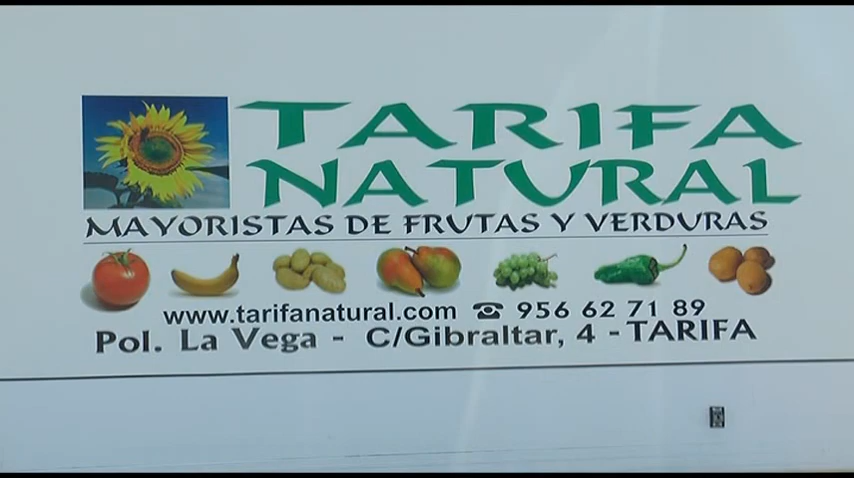 TARIFA
NATURAL
MAYORISTAS DE FRUTAS Y VERDURAS
www.tarifanatural.com ☎ 956 62 71 89
Pol. La Vega - C/Gibraltar, 4 - TARIFA